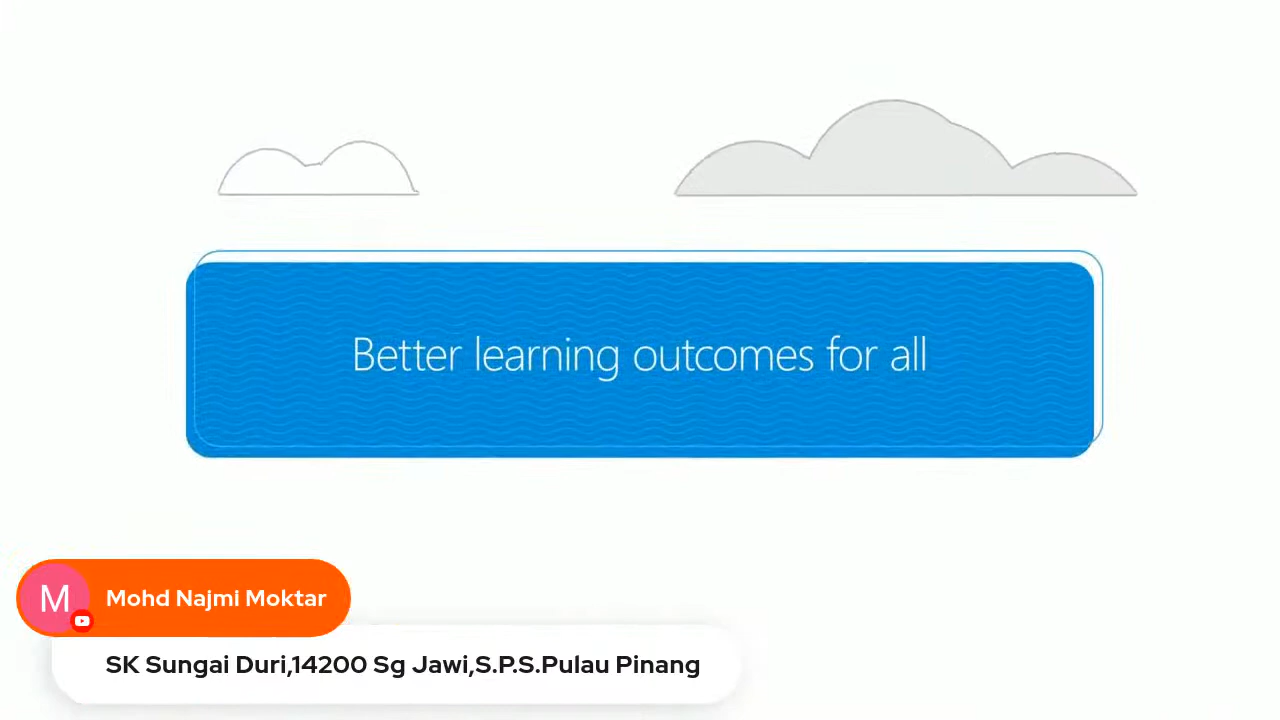 Better learning outcomes for all
M
Mohd Najmi Moktar
SK Sungai Duri,14200 Sg Jawi,S.P.S.Pulau Pinang